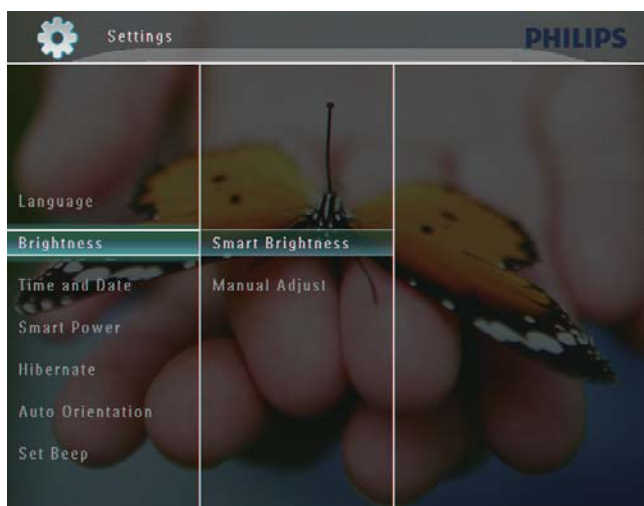 Settings
PHILIPS
Language
Brightness
Smart Brightness
Time and Date
Manual Adjust
Smart Power
Hibernate
Auto Orientation
Set Beep